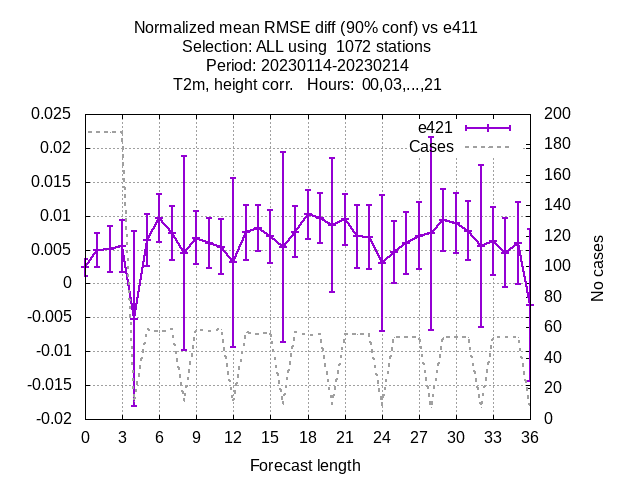 Normalized mean RMSE diff (90% conf) vs e411
Selection: ALL using  1072 stations
Period: 20230114-20230214
T2m, height corr.   Hours:  00,03,...,21
e421
Cases
0.025
0.02
0.015
0.01
0.005
0
-0.005
-0.01
-0.015
-0.02
200
180
160
140
120
100
80
60
40
20
0
No cases
0 3 6 9 12 15 18 21 24 27 30 33 36
Forecast length